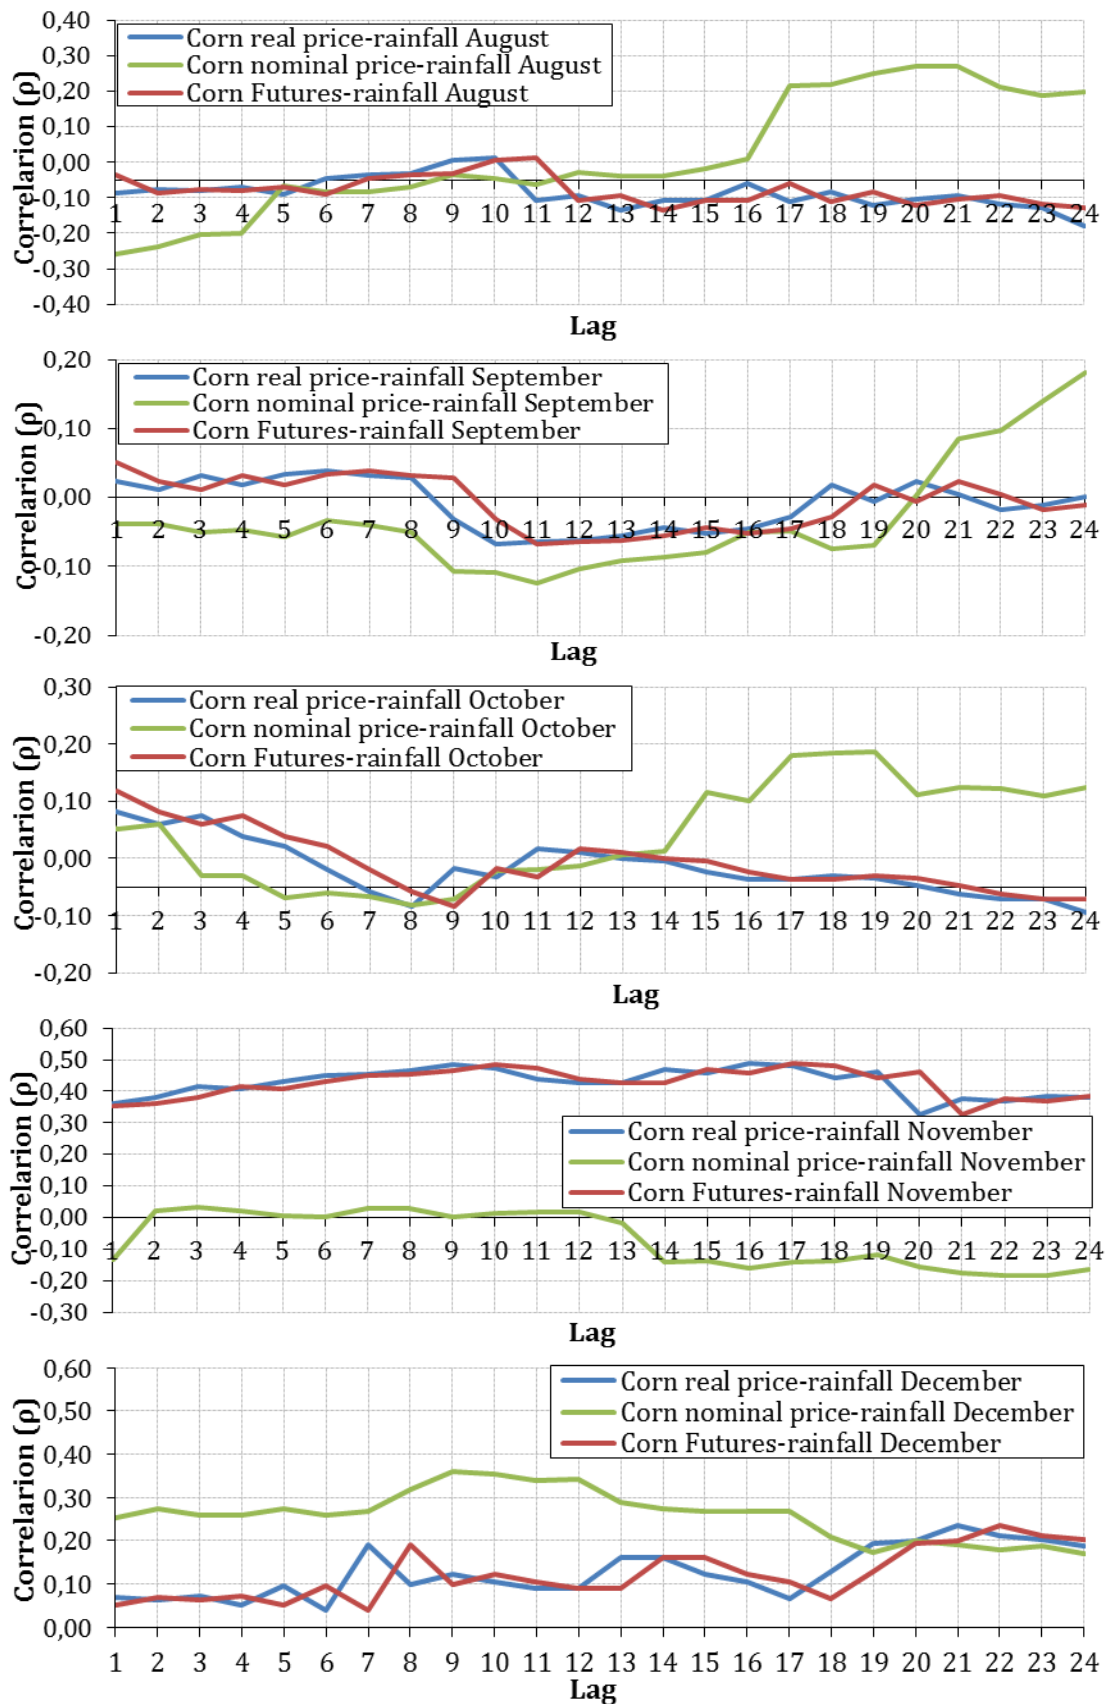 0,40
0,30
0,20
0,10
0,00
-0,10
-0,20
-0,30
-0,40
Correlarion (ρ)
Corn real price-rainfall August
Corn nominal price-rainfall August
Corn Futures-rainfall August
1 2 3 4 5 6 7 8 9 10 11 12 13 14 15 16 17 18 19 20 21 22 23 24
Lag
0,20
0,10
0,00
-0,10
-0,20
Correlarion (ρ)
Corn real price-rainfall September
Corn nominal price-rainfall September
Corn Futures-rainfall September
1 2 3 4 5 6 7 8 9 10 11 12 13 14 15 16 17 18 19 20 21 22 23 24
Lag
0,30
0,20
0,10
0,00
-0,10
-0,20
Correlarion (ρ)
Corn real price-rainfall October
Corn nominal price-rainfall October
Corn Futures-rainfall October
1 2 3 4 5 6 7 8 9 10 11 12 13 14 15 16 17 18 19 20 21 22 23 24
Lag
0,60
0,50
0,40
0,30
0,20
0,10
0,00
-0,10
-0,20
-0,30
Correlarion (ρ)
Corn real price-rainfall November
Corn nominal price-rainfall November
Corn Futures-rainfall November
1 2 3 4 5 6 7 8 9 10 11 12 13 14 15 16 17 18 19 20 21 22 23 24
Lag
0,60
0,50
0,40
0,30
0,20
0,10
0,00
Correlarion (ρ)
Corn real price-rainfall December
Corn nominal price-rainfall December
Corn Futures-rainfall December
1 2 3 4 5 6 7 8 9 10 11 12 13 14 15 16 17 18 19 20 21 22 23 24
Lag